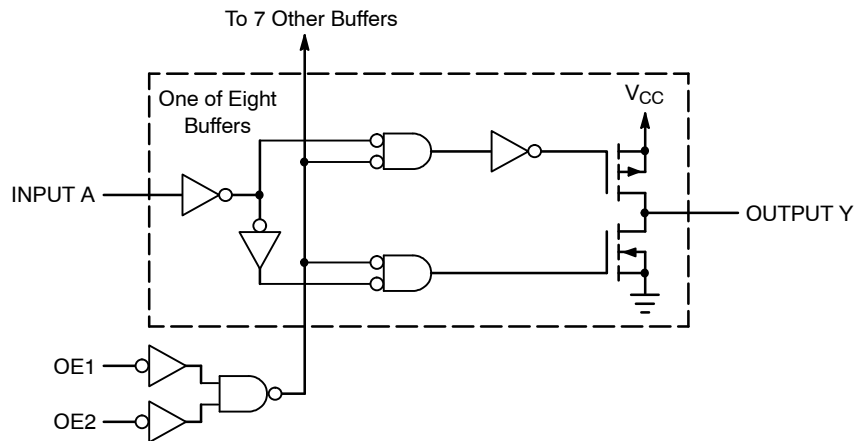 To 7 Other Buffers
One of Eight
Buffers
VCC
INPUT A
OUTPUT Y
OE1
OE2